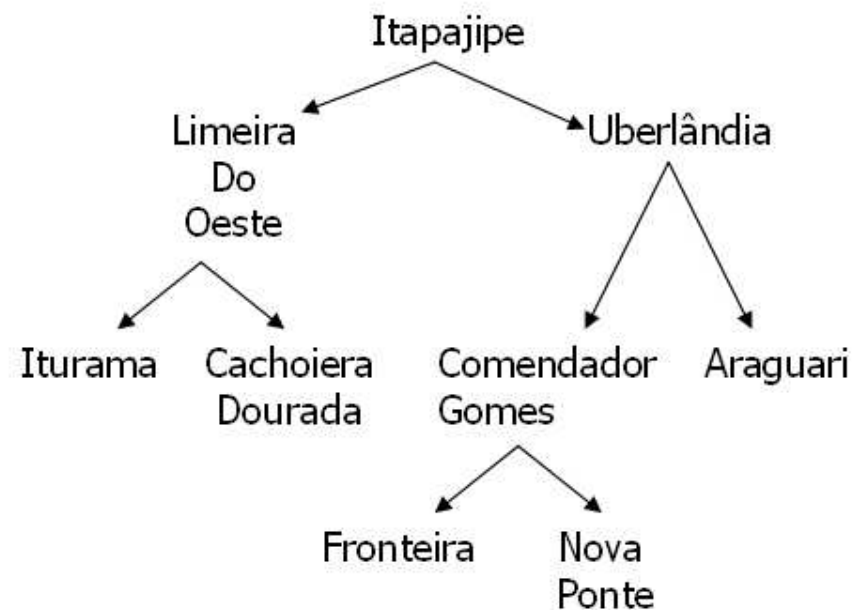 Itapajipe
Limeira
Do
Oeste
Uberlândia
Iturama
Cachoiera
Dourada
Comendador
Gomes
Araguari
Fronteira
Nova
Ponte